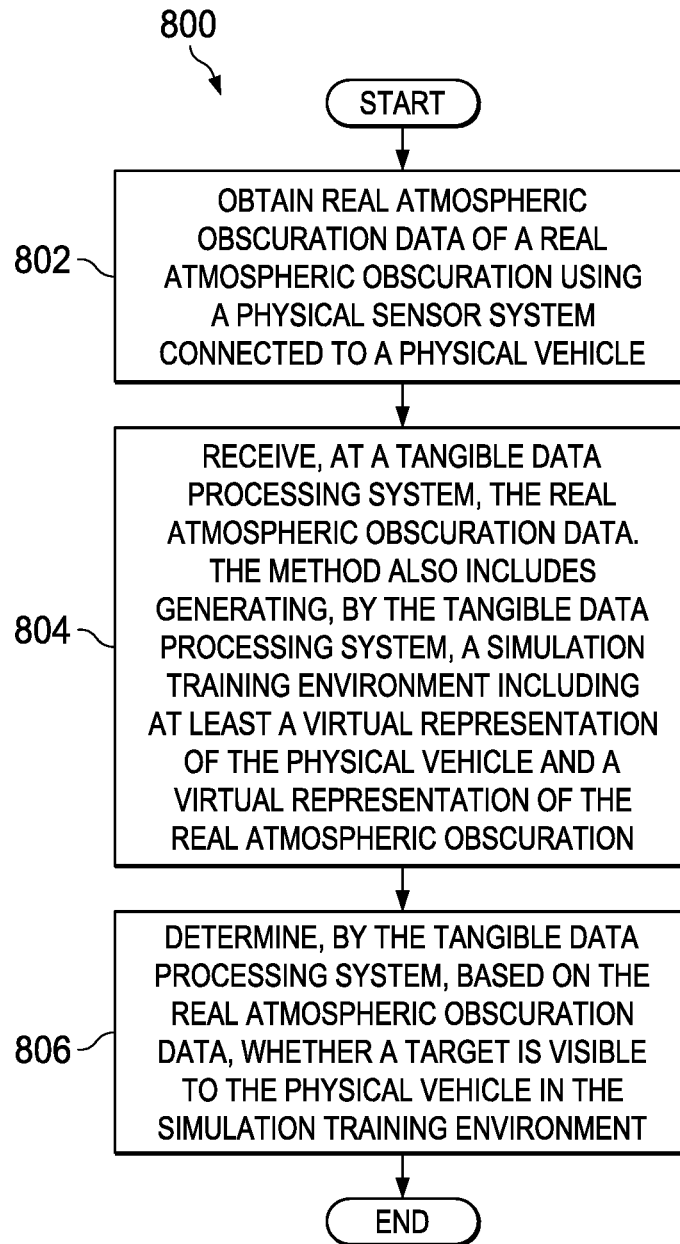 800
START
802
OBTAIN REAL ATMOSPHERIC
OBSCURATION DATA OF A REAL
ATMOSPHERIC OBSCURATION USING
A PHYSICAL SENSOR SYSTEM
CONNECTED TO A PHYSICAL VEHICLE
804
RECEIVE, AT A TANGIBLE DATA
PROCESSING SYSTEM, THE REAL
ATMOSPHERIC OBSCURATION DATA.
THE METHOD ALSO INCLUDES
GENERATING, BY THE TANGIBLE DATA
PROCESSING SYSTEM, A SIMULATION
TRAINING ENVIRONMENT INCLUDING
AT LEAST A VIRTUAL REPRESENTATION
OF THE PHYSICAL VEHICLE AND A
VIRTUAL REPRESENTATION OF THE
REAL ATMOSPHERIC OBSCURATION
806
DETERMINE, BY THE TANGIBLE DATA
PROCESSING SYSTEM, BASED ON THE
REAL ATMOSPHERIC OBSCURATION
DATA, WHETHER A TARGET IS VISIBLE
TO THE PHYSICAL VEHICLE IN THE
SIMULATION TRAINING ENVIRONMENT
END